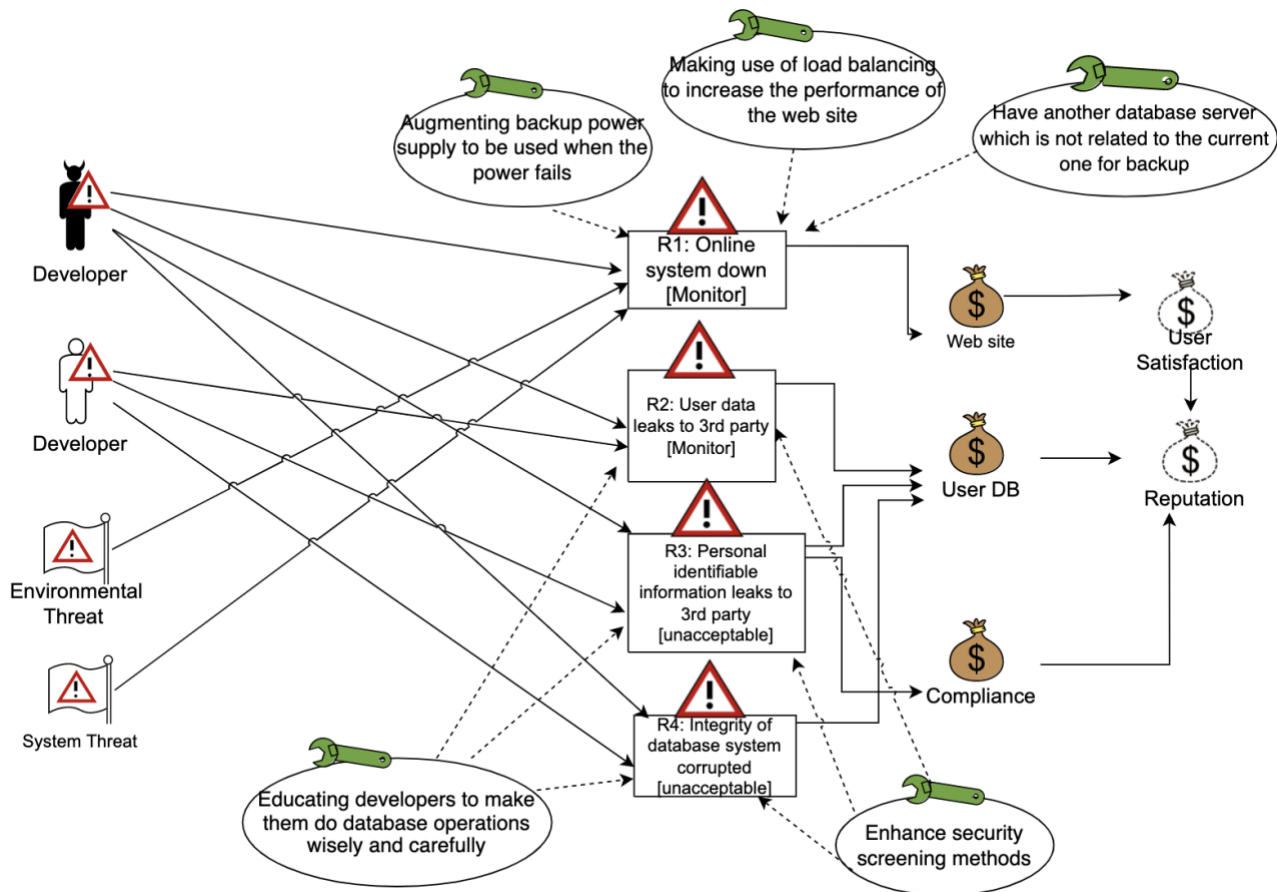 Making use of load balancing
to increase the performance of
the web site
Have another database server
which is not related to the current
one for backup
Augmenting backup power
supply to be used when the
power fails
Developer
R1: Online
system down
[Monitor]
$
Web site
$
User
Satisfaction
Developer
R2: User data
leaks to 3rd party
[Monitor]
$
User DB
$
Reputation
Environmental
Threat
R3: Personal
identifiable
information leaks to
3rd party
[unacceptable]
$
Compliance
System Threat
R4: Integrity of
database system
corrupted
[unacceptable]
Educating developers to make
them do database operations
wisely and carefully
Enhance security
screening methods